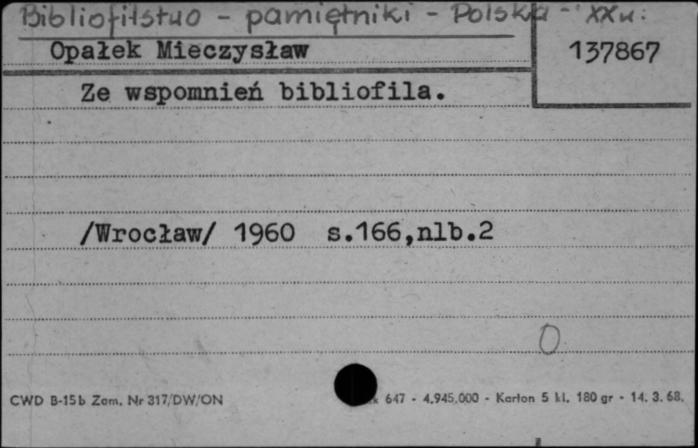 Bibliofilstwo - pamiętniki - Polska - XXw.
Opałek Mieczysław
137867
Ze wspomnień bibliofila.
/Wrocław/ 1960 s.166,nlb.2
0
CWD B-15b Zam. Nr 317/DW/ON
647 - 4.945.000 - Karton 5 kl. 180 gr - 14. 3. 68.